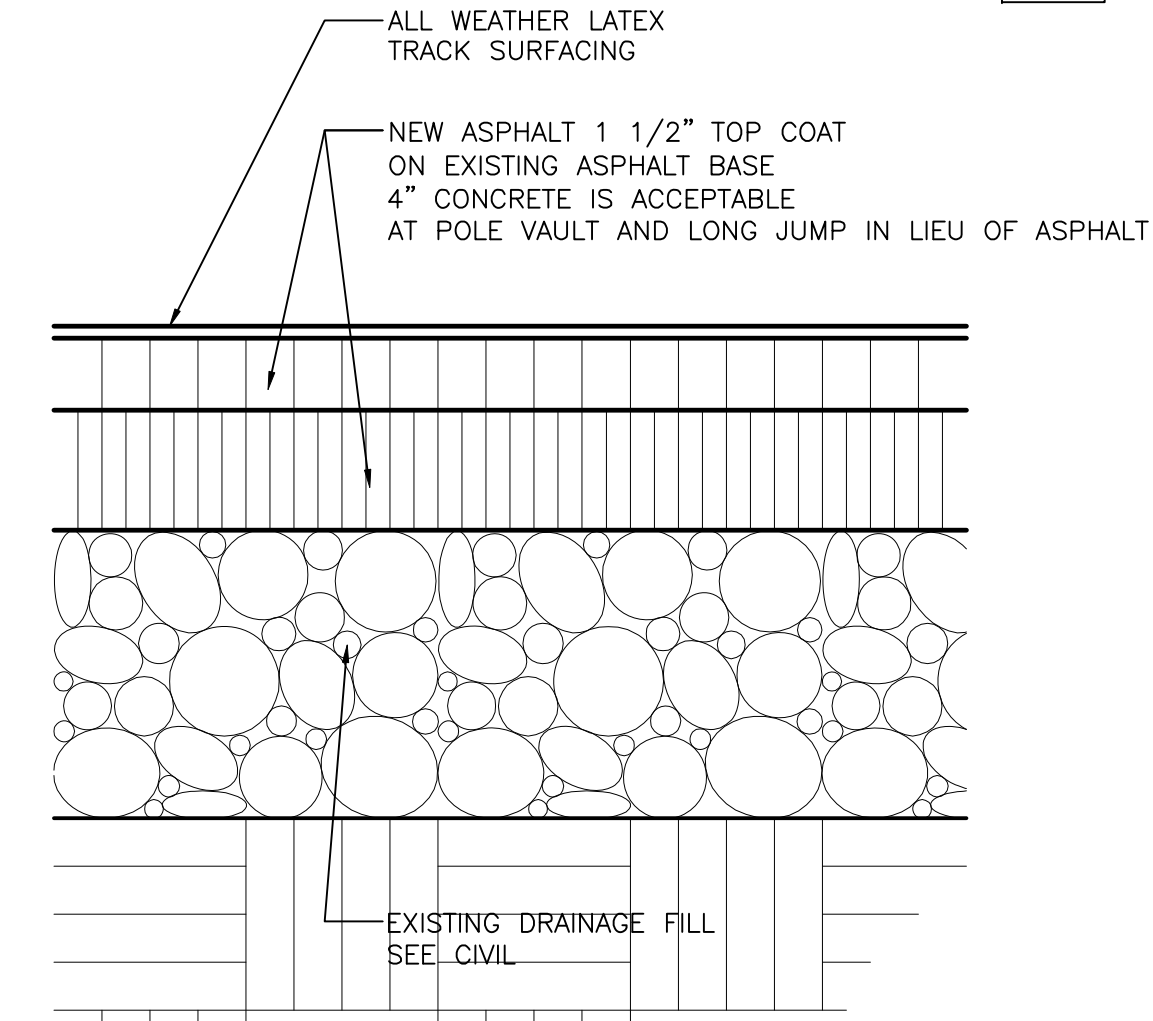 ALL WEATHER LATEX
TRACK SURFACING
NEW ASPHALT 1 1/2” TOP COAT
ON EXISTING ASPHALT BASE
4” CONCRETE IS ACCEPTABLE
AT POLE VAULT AND LONG JUMP IN LIEU OF ASPHALT
EXISTING DRAINAGE FILL
SEE CIVIL